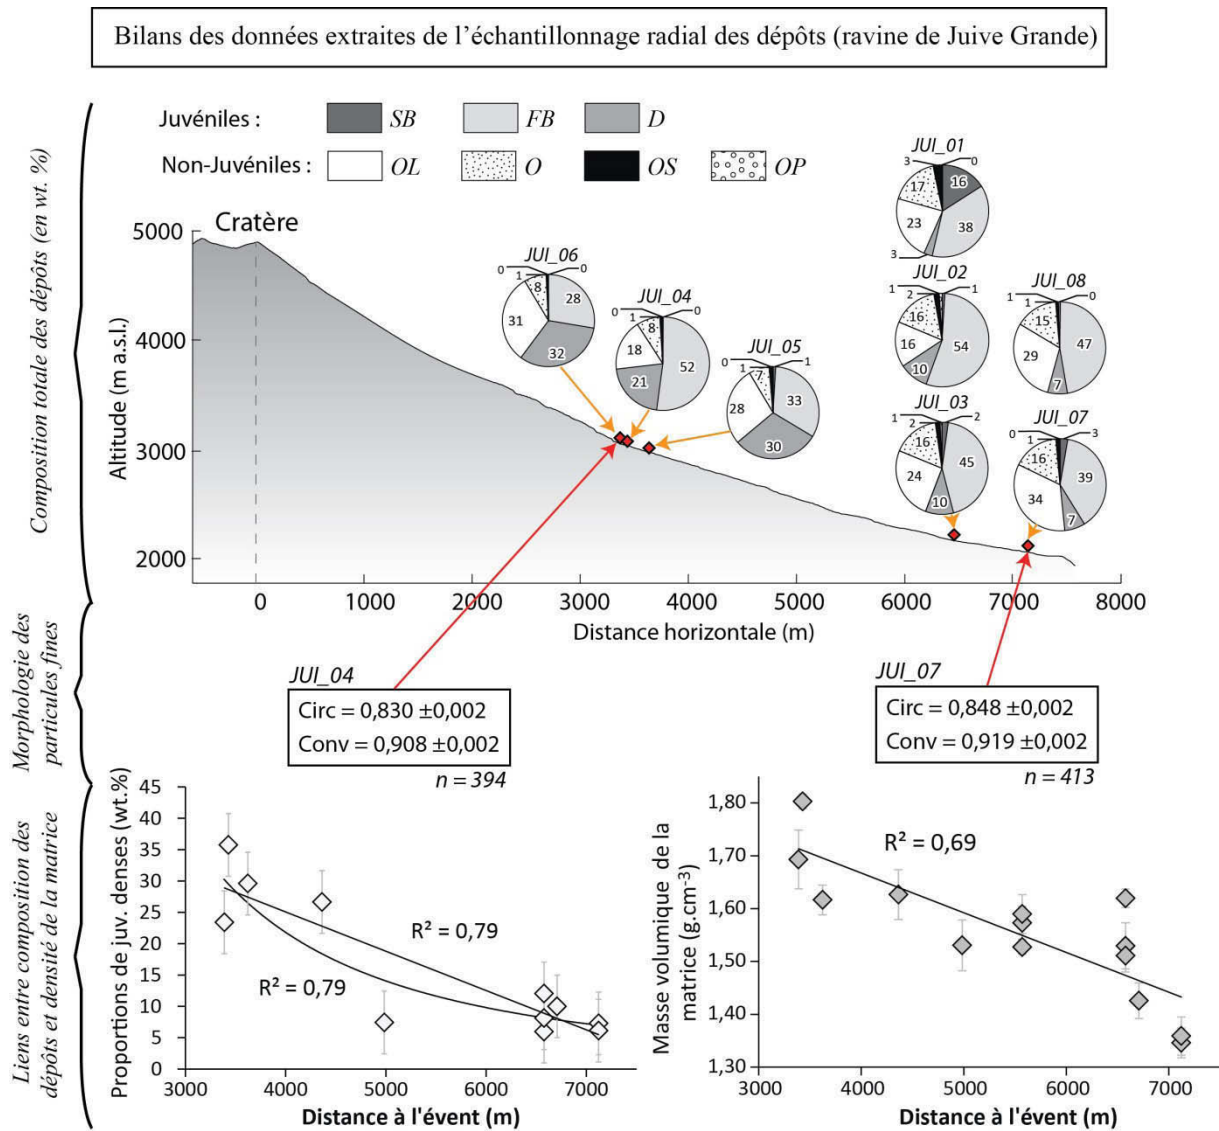 Bilans des données extraites de l'échantillonnage radial des dépôts (ravine de Juive Grande)
Composition totale des dépôts (en wt. %)
Juvéniles : SB FB D
Non-Juvéniles : OL O OS OP
Cratère
Altitude (m a.s.l.)
5000
4000
3000
2000
0 1000 2000 3000 4000 5000 6000 7000 8000
Distance horizontale (m)
JUI_06
0 1 8 0 28 31 32
JUI_04
0 1 8 0 18 52 21
JUI_05
0 1 7 1 33 28 30
JUI_01
3 0 17 16 23 38 3
JUI_02
1 2 1 16 16 54 10
JUI_08
1 1 0 15 47 29 7
JUI_03
1 2 2 16 45 24 10
JUI_07
0 1 3 16 39 34 7
Morphologie des
particules fines
JUI_04
Circ = 0,830 ±0,002
Conv = 0,908 ±0,002
n = 394
JUI_07
Circ = 0,848 ±0,002
Conv = 0,919 ±0,002
n = 413
Liens entre composition des
dépôts et densité de la matrice
Proportions de juv. denses (wt.%)
45
40
35
30
25
20
15
10
5
0
R² = 0,79
R² = 0,79
3000 4000 5000 6000 7000
Distance à l'évent (m)
Masse volumique de la
matrice (g.cm⁻³)
1,80
1,70
1,60
1,50
1,40
1,30
R² = 0,69
3000 4000 5000 6000 7000
Distance à l'évent (m)